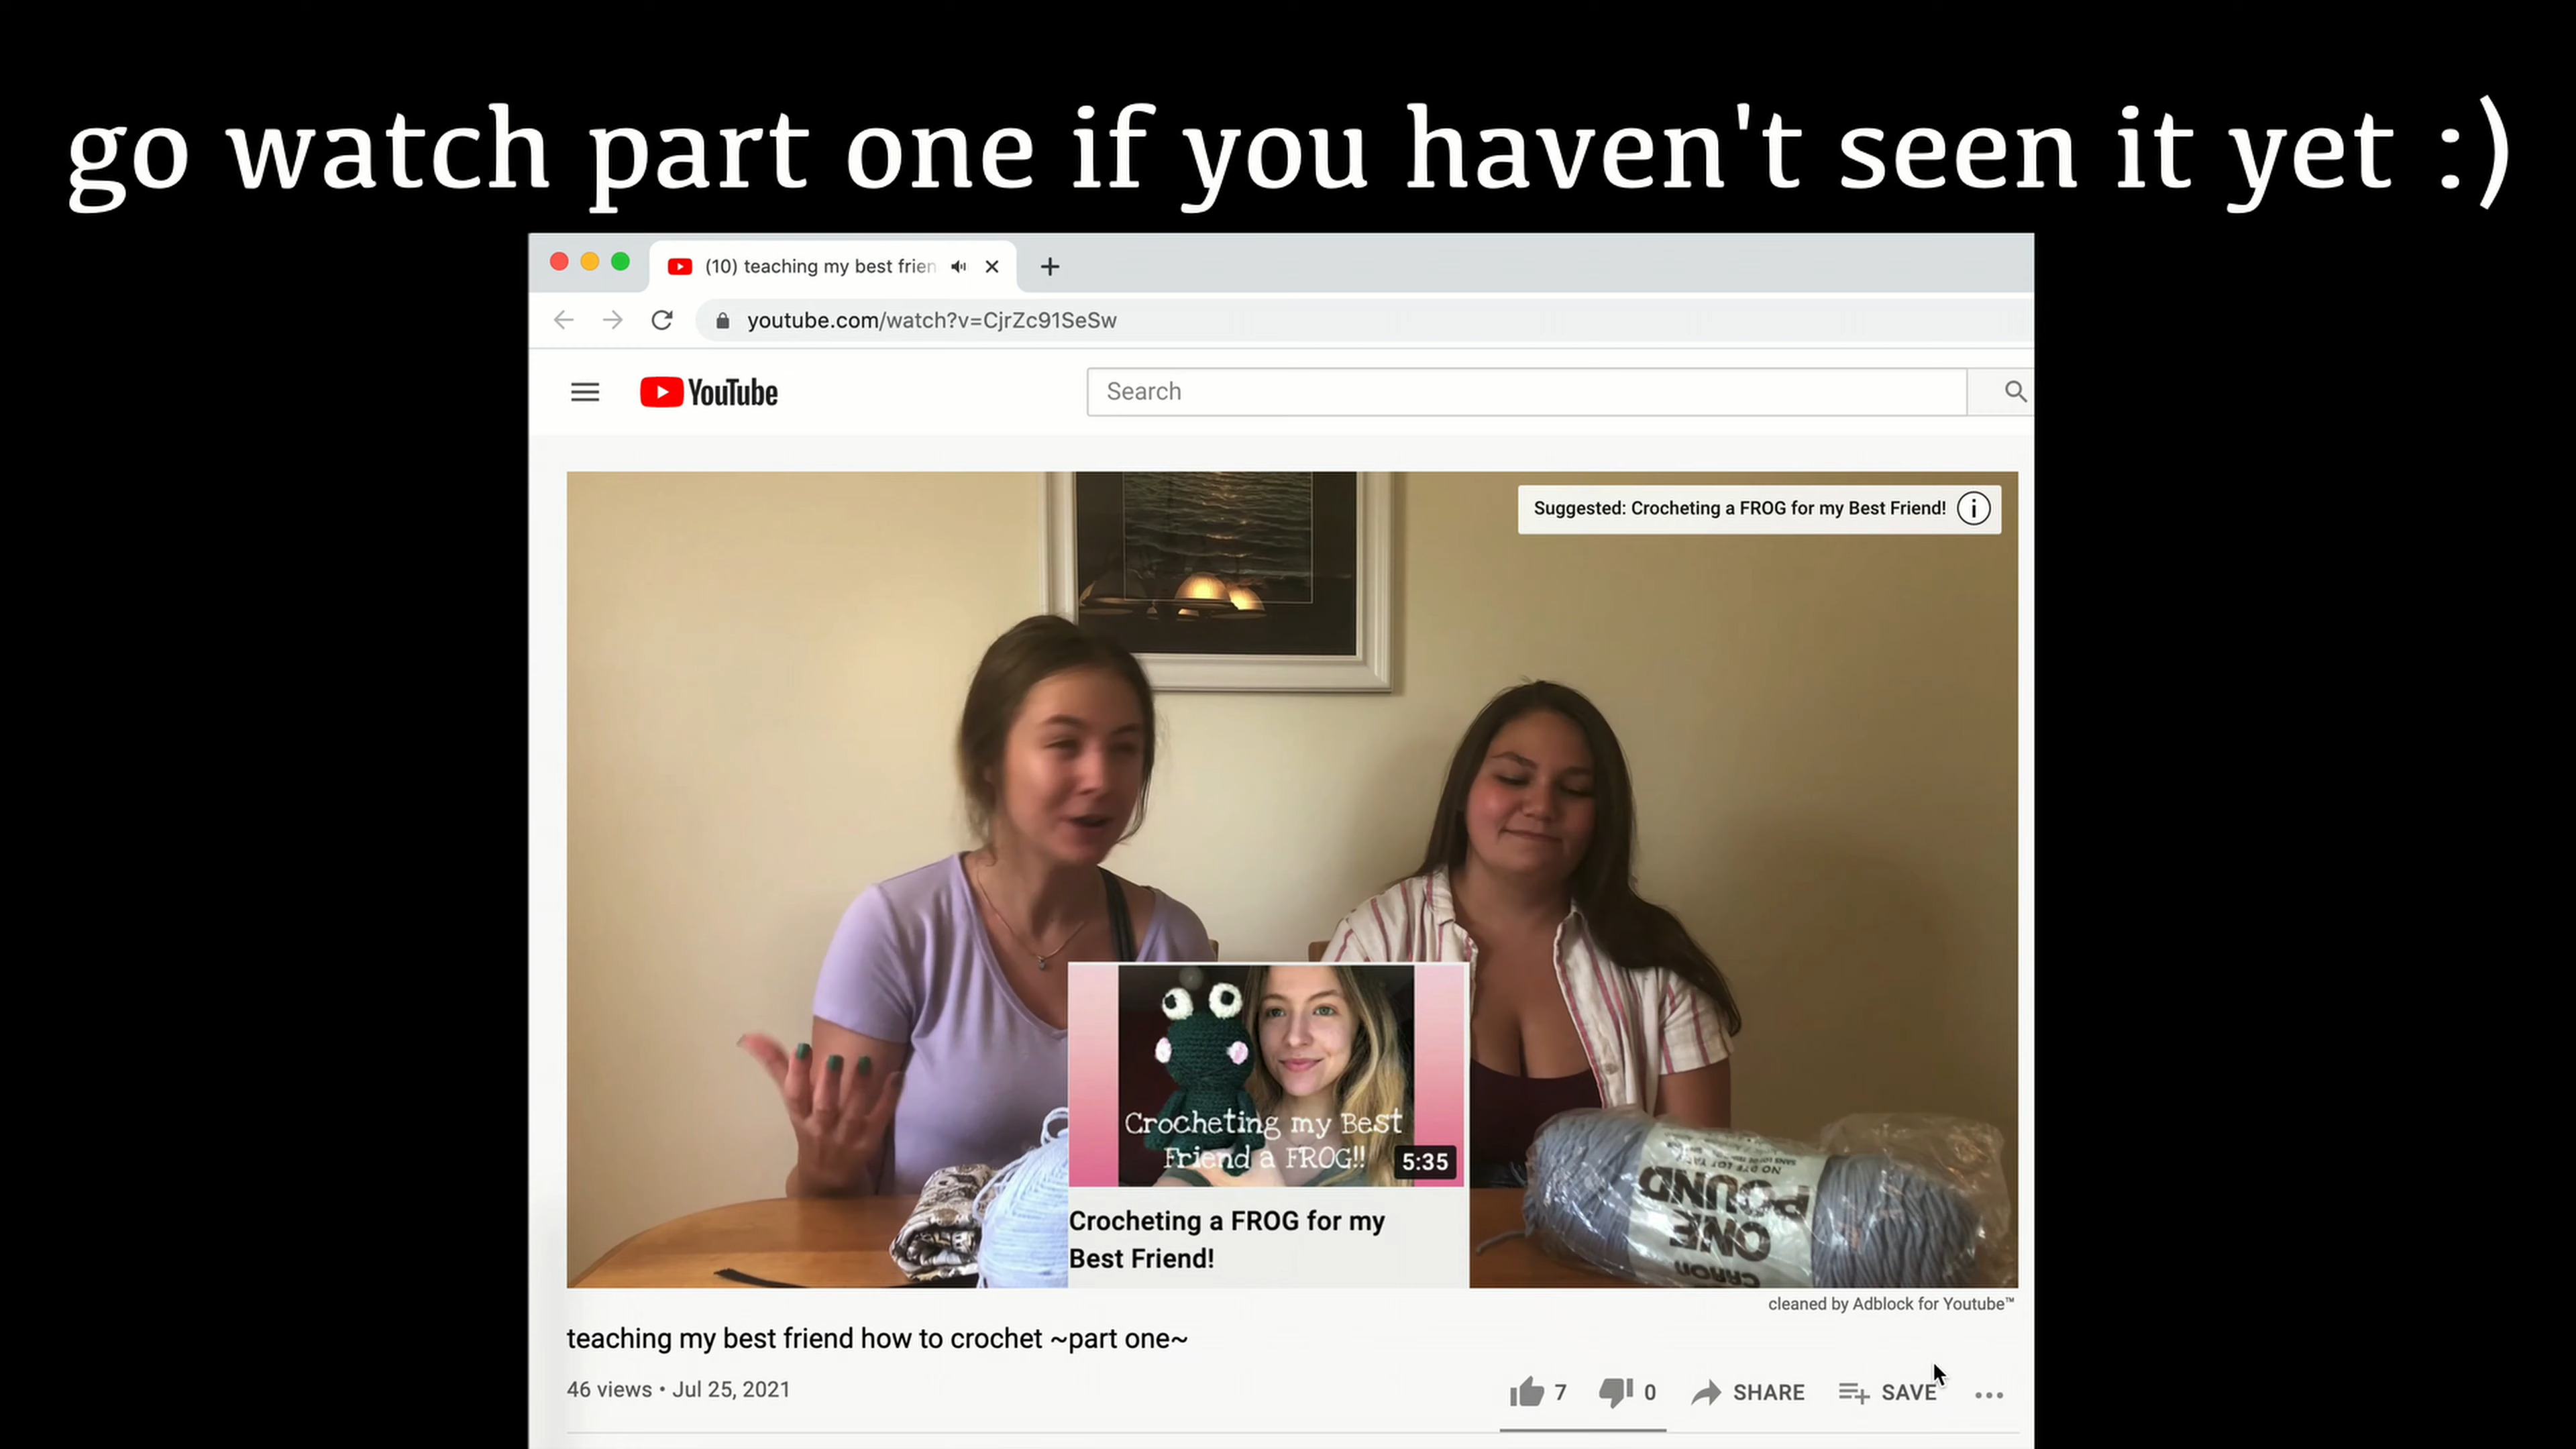 go watch part one if you haven't seen it yet :)
(10) teaching my best frien
youtube.com/watch?v=CjrZc91SeSw
YouTube
Search
Suggested: Crocheting a FROG for my Best Friend!
Crocheting my Best
Friend a FROG!!
5:35
Crocheting a FROG for my
Best Friend!
CARON
ONE
POUND
cleaned by Adblock for Youtube™
teaching my best friend how to crochet ~part one~
46 views • Jul 25, 2021
7 0 SHARE SAVE